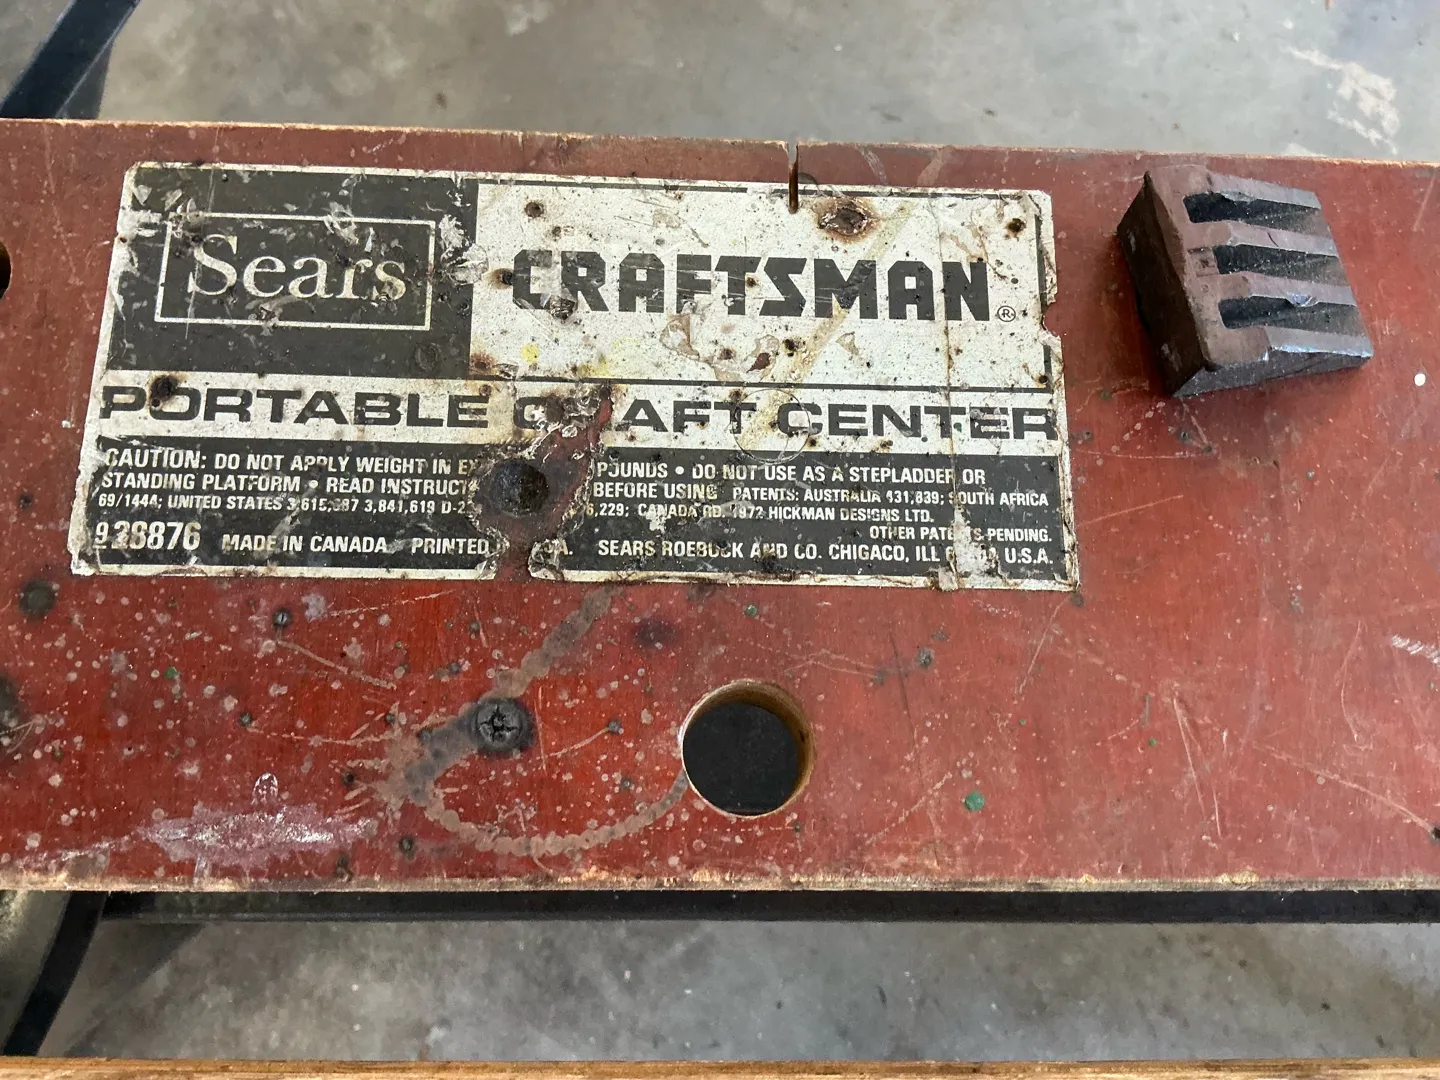 Sears
CRAFTSMAN®
PORTABLE C AFT CENTER
CAUTION: DO NOT APPLY WEIGHT IN POUNDS • DO NOT USE AS A STEPLADDER OR
STANDING PLATFORM • READ BEFORE USING PATENTS: AUSTRALIA 431,839; SOUTH AFRICA
69/1444; UNITED STATES 3,841,619 CANADA RD. 1972 HICKMAN DESIGNS LTD.
OTHER PATENTS PENDING.
MADE IN CANADA PRINTED SEARS ROEBUCK AND CO. CHIGACO, ILL U.S.A.